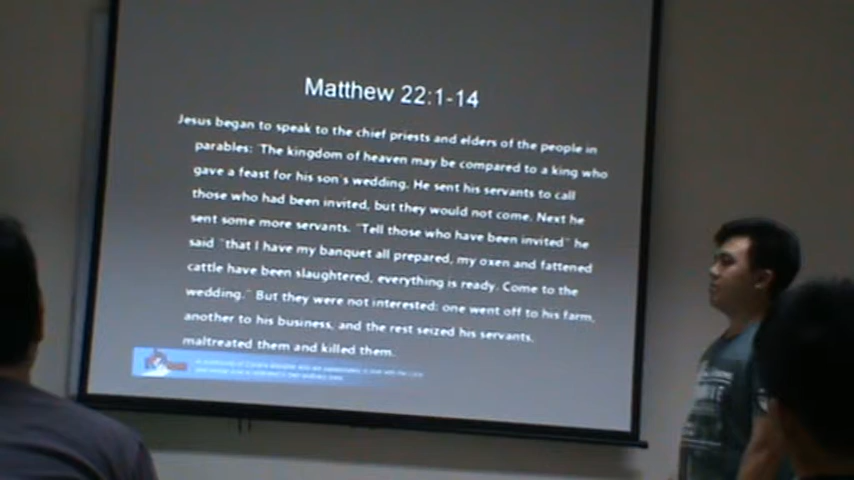 Matthew 22:1-14
Jesus began to speak to the chief priests and elders of the people in
parables: "The kingdom of heaven may be compared to a king who
gave a feast for his son's wedding. He sent his servants to call
those who had been invited, but they would not come. Next he
sent some more servants. "Tell those who have been invited" he
said "that I have my banquet all prepared, my oxen and fattened
cattle have been slaughtered, everything is ready. Come to the
wedding." But they were not interested: one went off to his farm,
another to his business, and the rest seized his servants,
maltreated them and killed them.